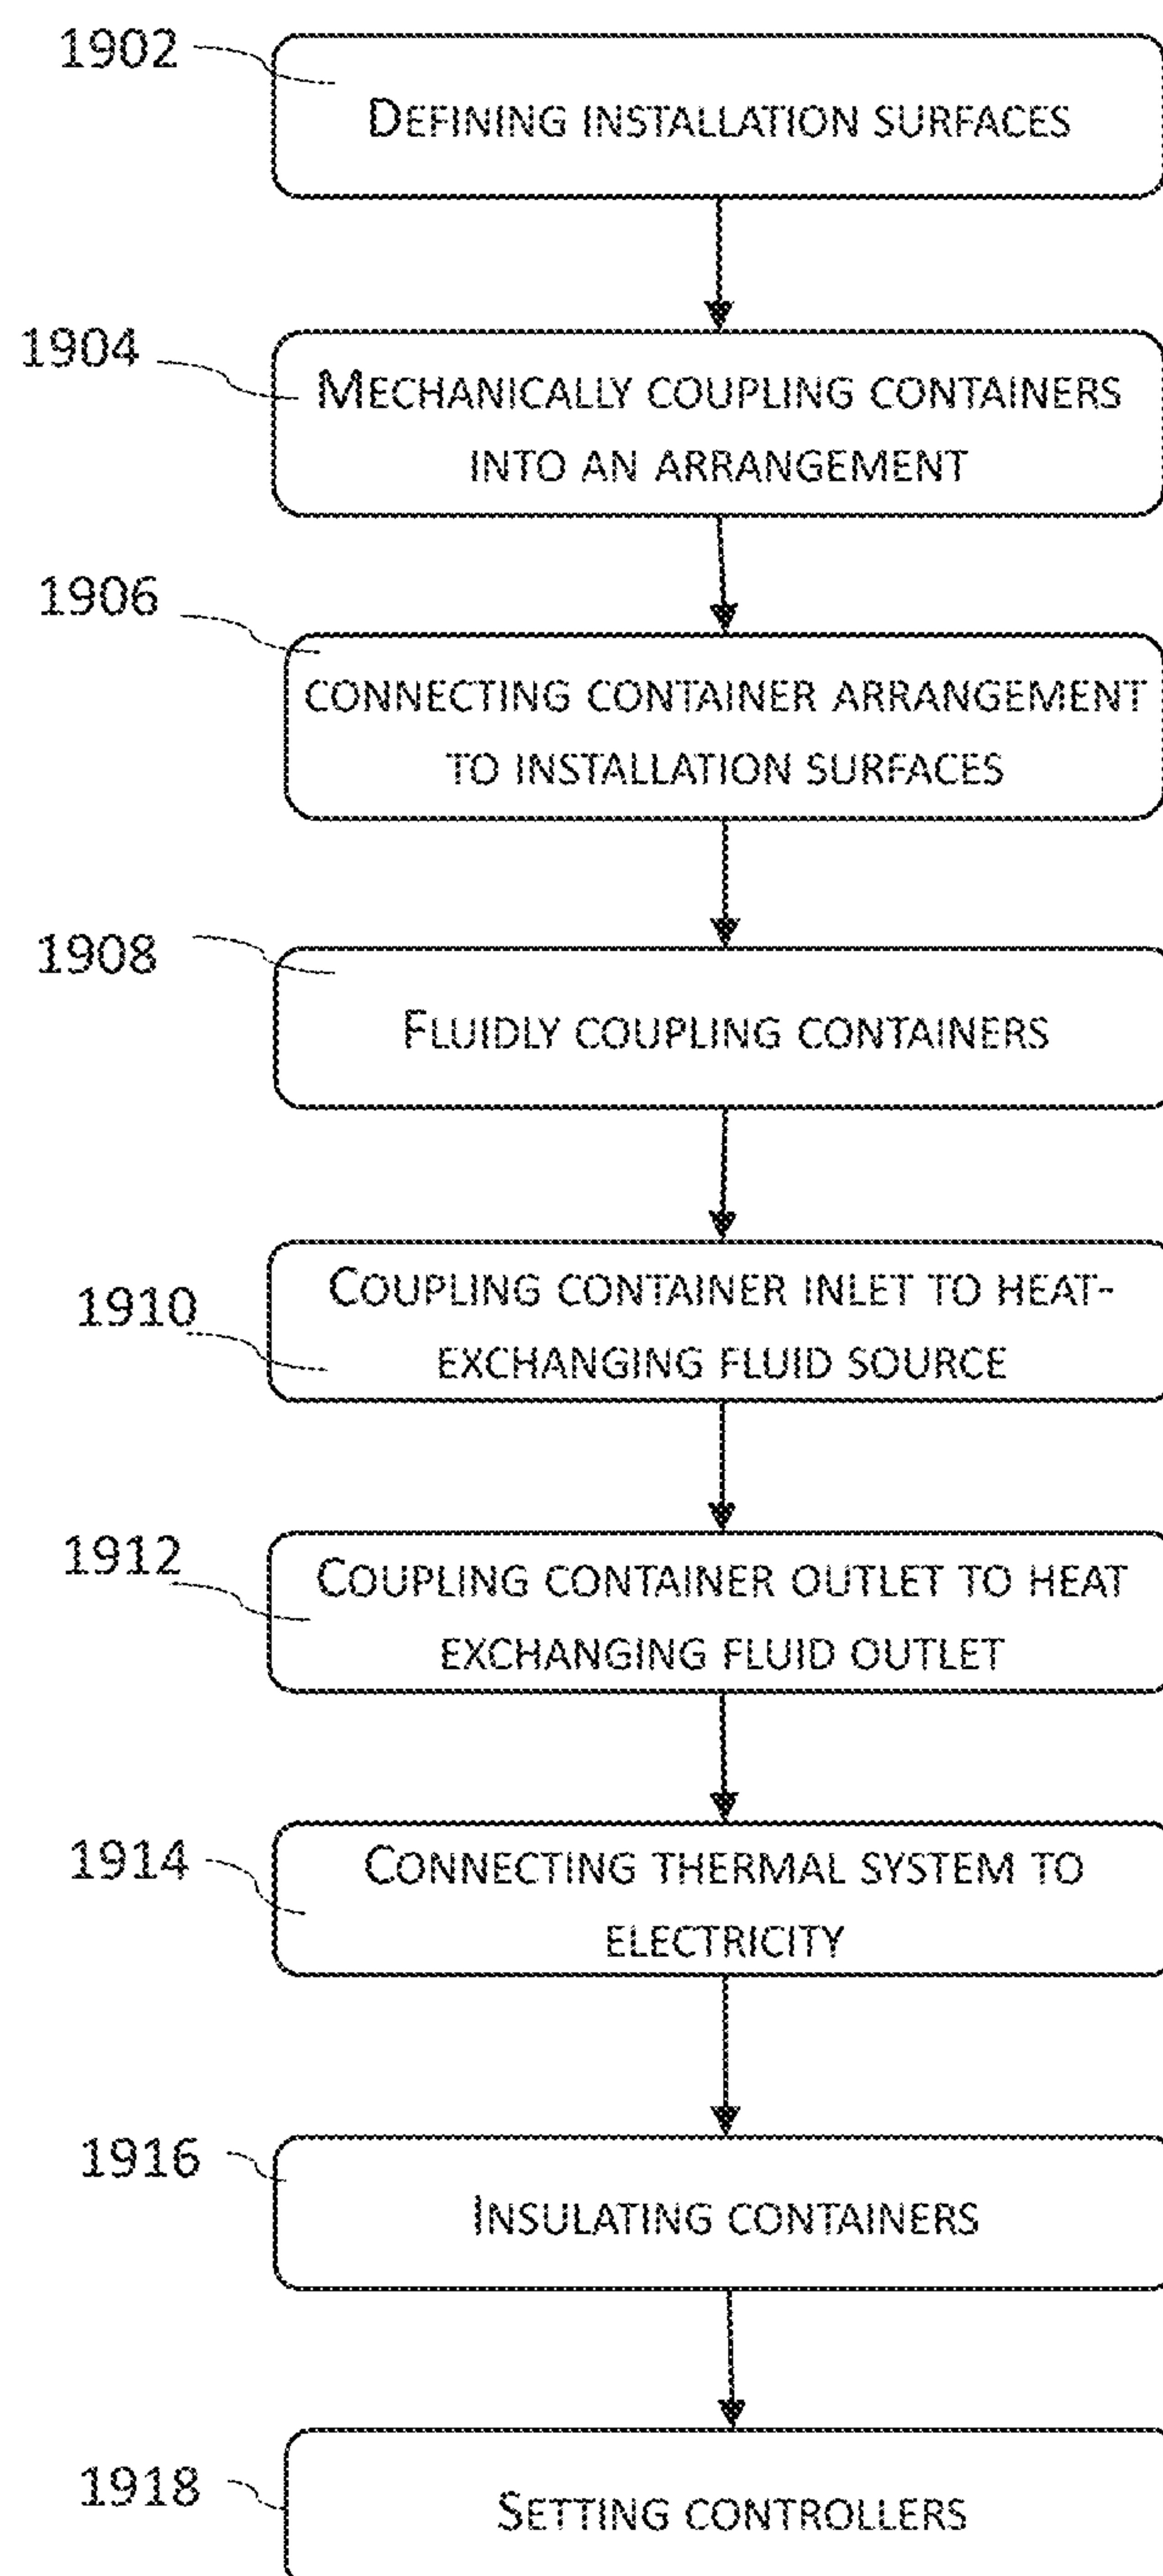 1902
DEFINING INSTALLATION SURFACES
1904
MECHANICALLY COUPLING CONTAINERS
INTO AN ARRANGEMENT
1906
CONNECTING CONTAINER ARRANGEMENT
TO INSTALLATION SURFACES
1908
FLUIDLY COUPLING CONTAINERS
1910
COUPLING CONTAINER INLET TO HEAT-
EXCHANGING FLUID SOURCE
1912
COUPLING CONTAINER OUTLET TO HEAT
EXCHANGING FLUID OUTLET
1914
CONNECTING THERMAL SYSTEM TO
ELECTRICITY
1916
INSULATING CONTAINERS
1918
SETTING CONTROLLERS